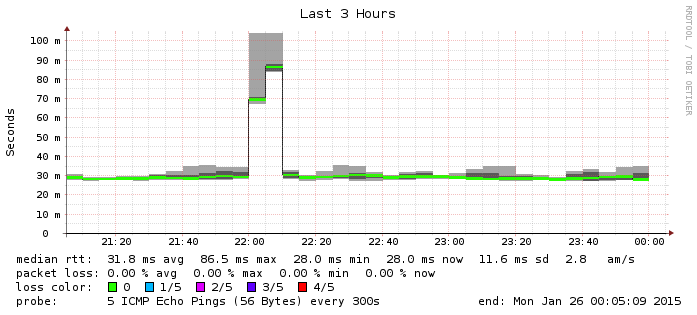 Last 3 Hours
RRDTOOL / TOBI OETIKER
Seconds
100 m
90 m
80 m
70 m
60 m
50 m
40 m
30 m
20 m
10 m
0
21:20 21:40 22:00 22:20 22:40 23:00 23:20 23:40 00:00
median rtt: 31.8 ms avg 86.5 ms max 28.0 ms min 28.0 ms now 11.6 ms sd 2.8 am/s
packet loss: 0.00 % avg 0.00 % max 0.00 % min 0.00 % now
loss color: 0 1/5 2/5 3/5 4/5
probe: 5 ICMP Echo Pings (56 Bytes) every 300s end: Mon Jan 26 00:05:09 2015